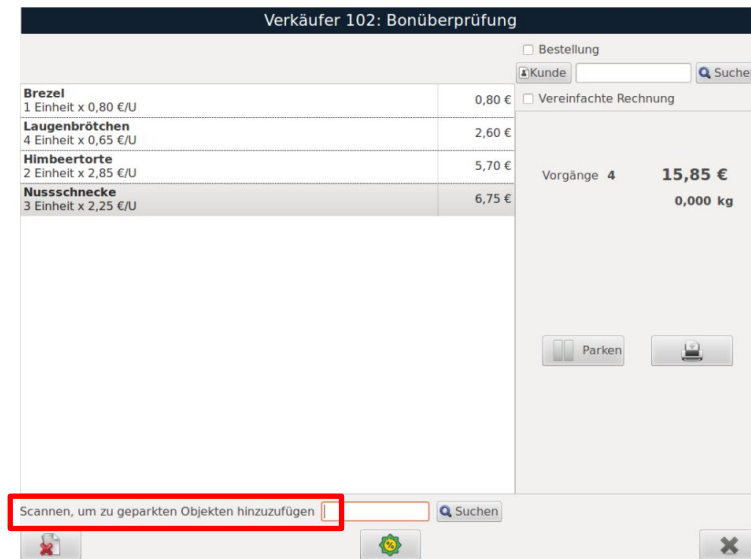 Verkäufer 102: Bonüberprüfung
Bestellung
Kunde
Suchen
Brezel
1 Einheit x 0,80 €/U
0,80 €
Vereinfachte Rechnung
Laugenbrötchen
4 Einheit x 0,65 €/U
2,60 €
Himbeertorte
2 Einheit x 2,85 €/U
5,70 €
Nussschnecke
3 Einheit x 2,25 €/U
6,75 €
Vorgänge 4 15,85 €
0,000 kg
Parken
Scannen, um zu geparkten Objekten hinzuzufügen
Suchen